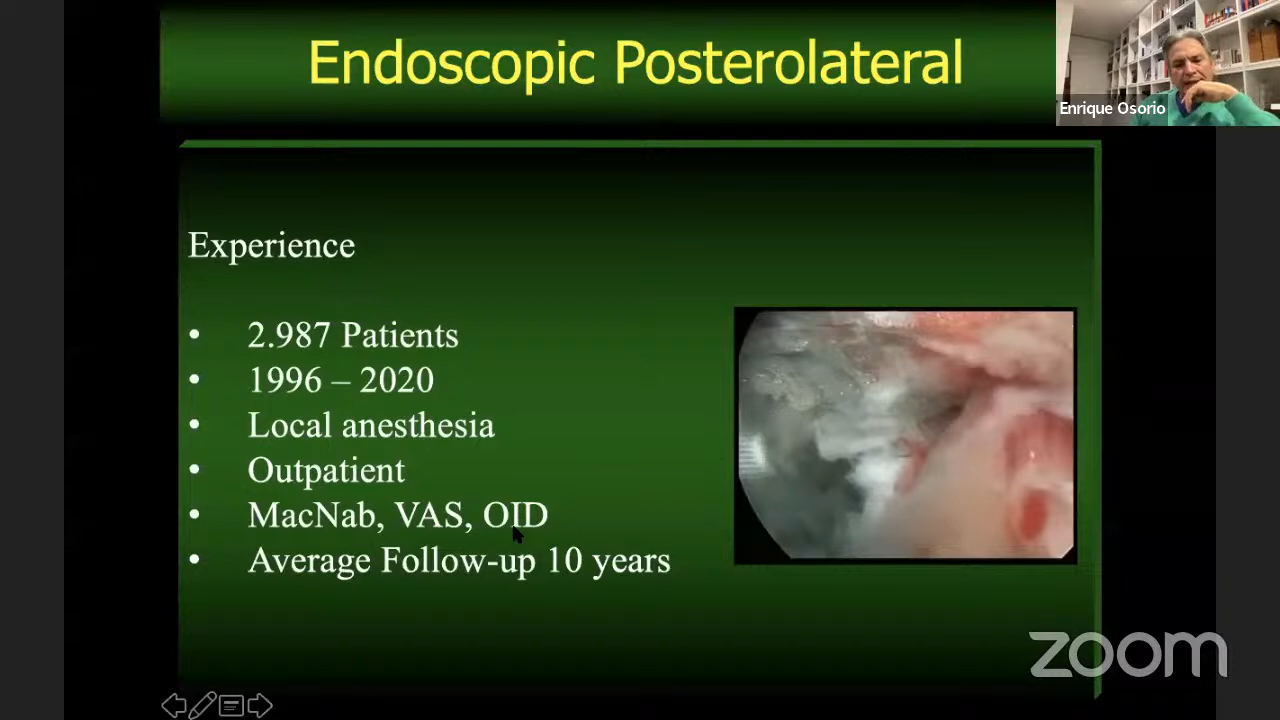 Endoscopic Posterolateral
Enrique Osorio
Experience
• 2.987 Patients
• 1996 – 2020
• Local anesthesia
• Outpatient
• MacNab, VAS, OID
• Average Follow-up 10 years
zoom